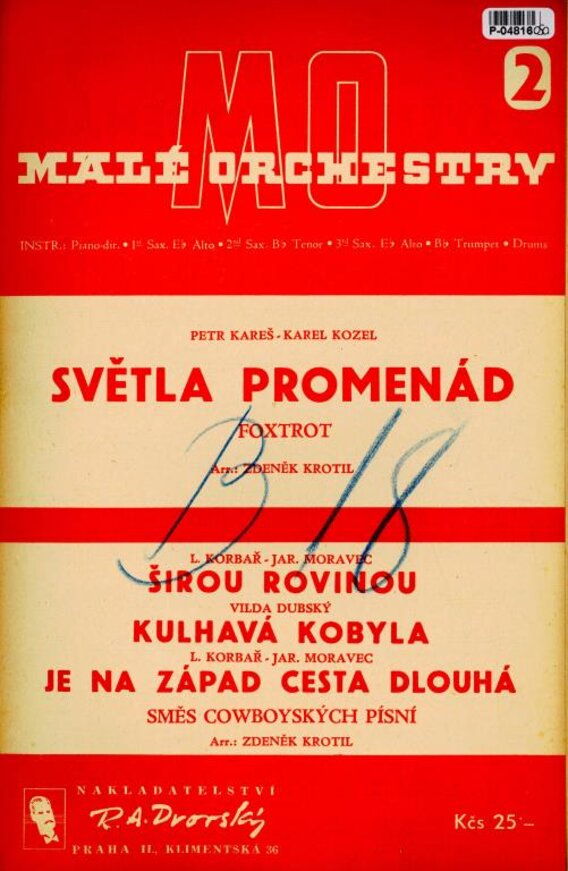 P-04816
2
MO
MALÉ ORCHESTRY
INSTR.: Piano-dir. • 1st Sax. E♭ Alto • 2nd Sax. B♭ Tenor • 3rd Sax. E♭ Alto • B♭ Trumpet • Drums
PETR KAREŠ - KAREL KOZEL
SVĚTLA PROMENÁD
FOXTROT
Arr.: ZDENĚK KROTIL
B 18
L. KORBAŘ - JAR. MORAVEC
ŠIROU ROVINOU
VILDA DUBSKÝ
KULHAVÁ KOBYLA
L. KORBAŘ - JAR. MORAVEC
JE NA ZÁPAD CESTA DLOUHÁ
SMĚS COWBOYSKÝCH PÍSNÍ
Arr.: ZDENĚK KROTIL
NAKLADATELSTVÍ
R. A. Dvorský
PRAHA II., KLIMENTSKÁ 36
Kčs 25·–